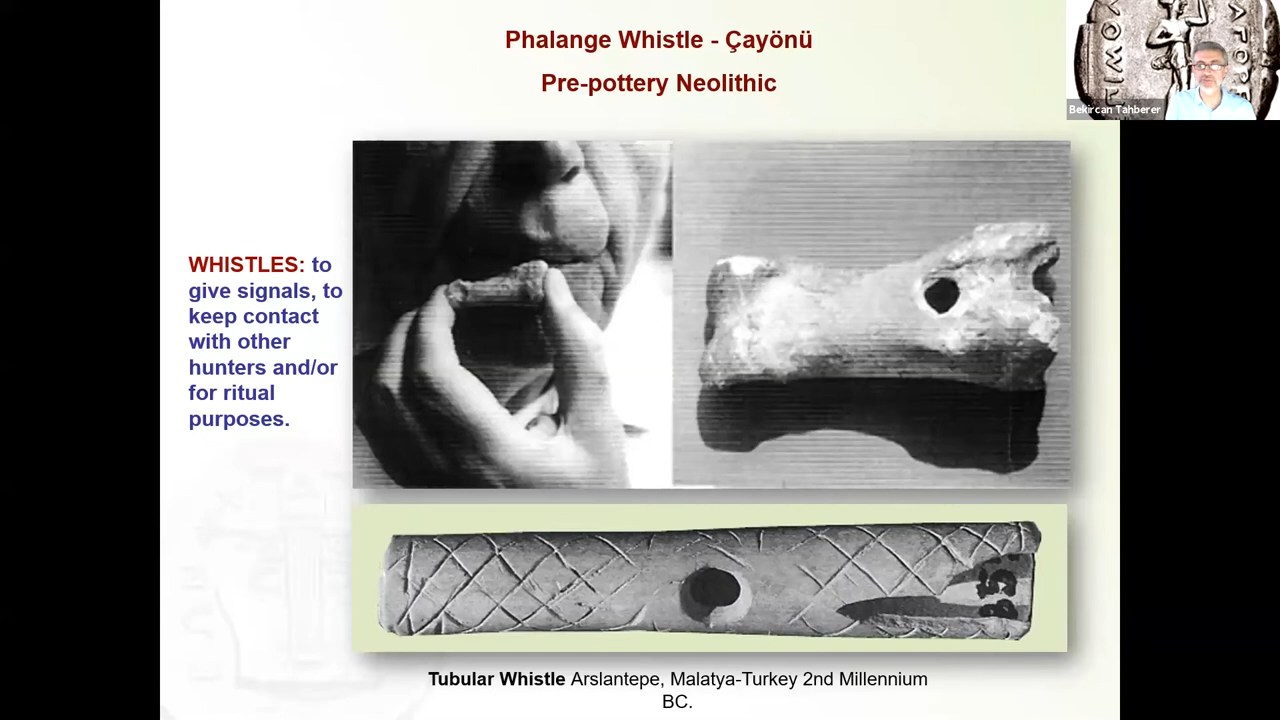 Phalange Whistle - Çayönü
Pre-pottery Neolithic
Bekircan Tahberer
WHISTLES: to
give signals, to
keep contact
with other
hunters and/or
for ritual
purposes.
Tubular Whistle Arslantepe, Malatya-Turkey 2nd Millennium
BC.